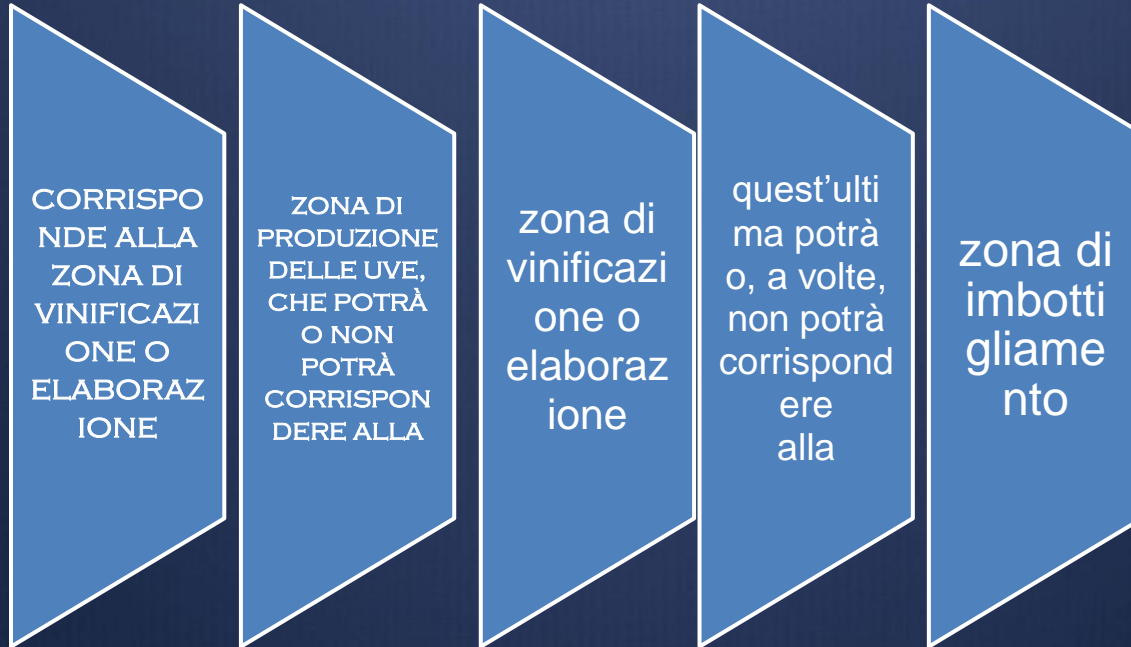 CORRISPO
NDE ALLA
ZONA DI
VINIFICAZI
ONE O
ELABORAZ
IONE
ZONA DI
PRODUZIONE
DELLE UVE,
CHE POTRÀ
O NON
POTRÀ
CORRISPON
DERE ALLA
zona di
vinificazi
one o
elaboraz
ione
quest’ulti
ma potrà
o, a volte,
non potrà
corrispond
ere
alla
zona di
imbotti
gliame
nto